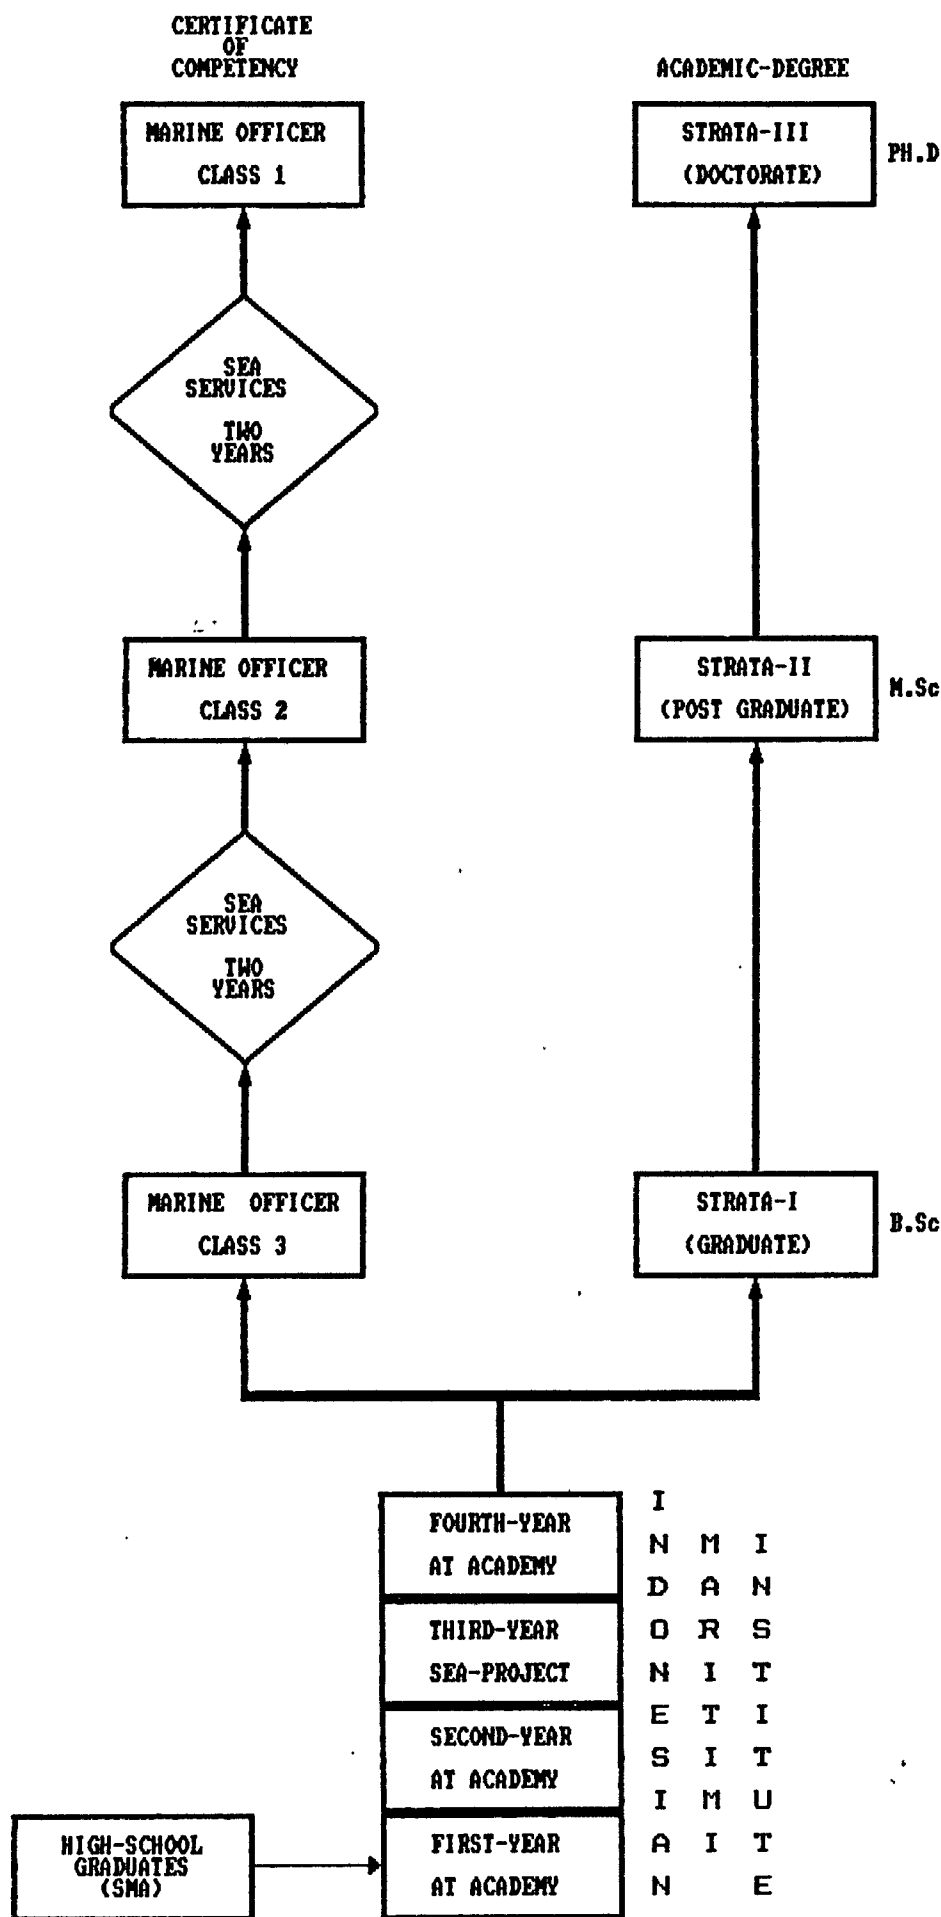 CERTIFICATE
OF
COMPETENCY
ACADEMIC-DEGREE
MARINE OFFICER
CLASS 1
STRATA-III
(DOCTORATE)
PH.D
SEA
SERVICES
TWO
YEARS
MARINE OFFICER
CLASS 2
STRATA-II
(POST GRADUATE)
M.Sc
SEA
SERVICES
TWO
YEARS
MARINE OFFICER
CLASS 3
STRATA-I
(GRADUATE)
B.Sc
FOURTH-YEAR
AT ACADEMY
THIRD-YEAR
SEA-PROJECT
SECOND-YEAR
AT ACADEMY
FIRST-YEAR
AT ACADEMY
HIGH-SCHOOL
GRADUATES
(SMA)
INDONESIAN
MARITIMI
INSTITUTE